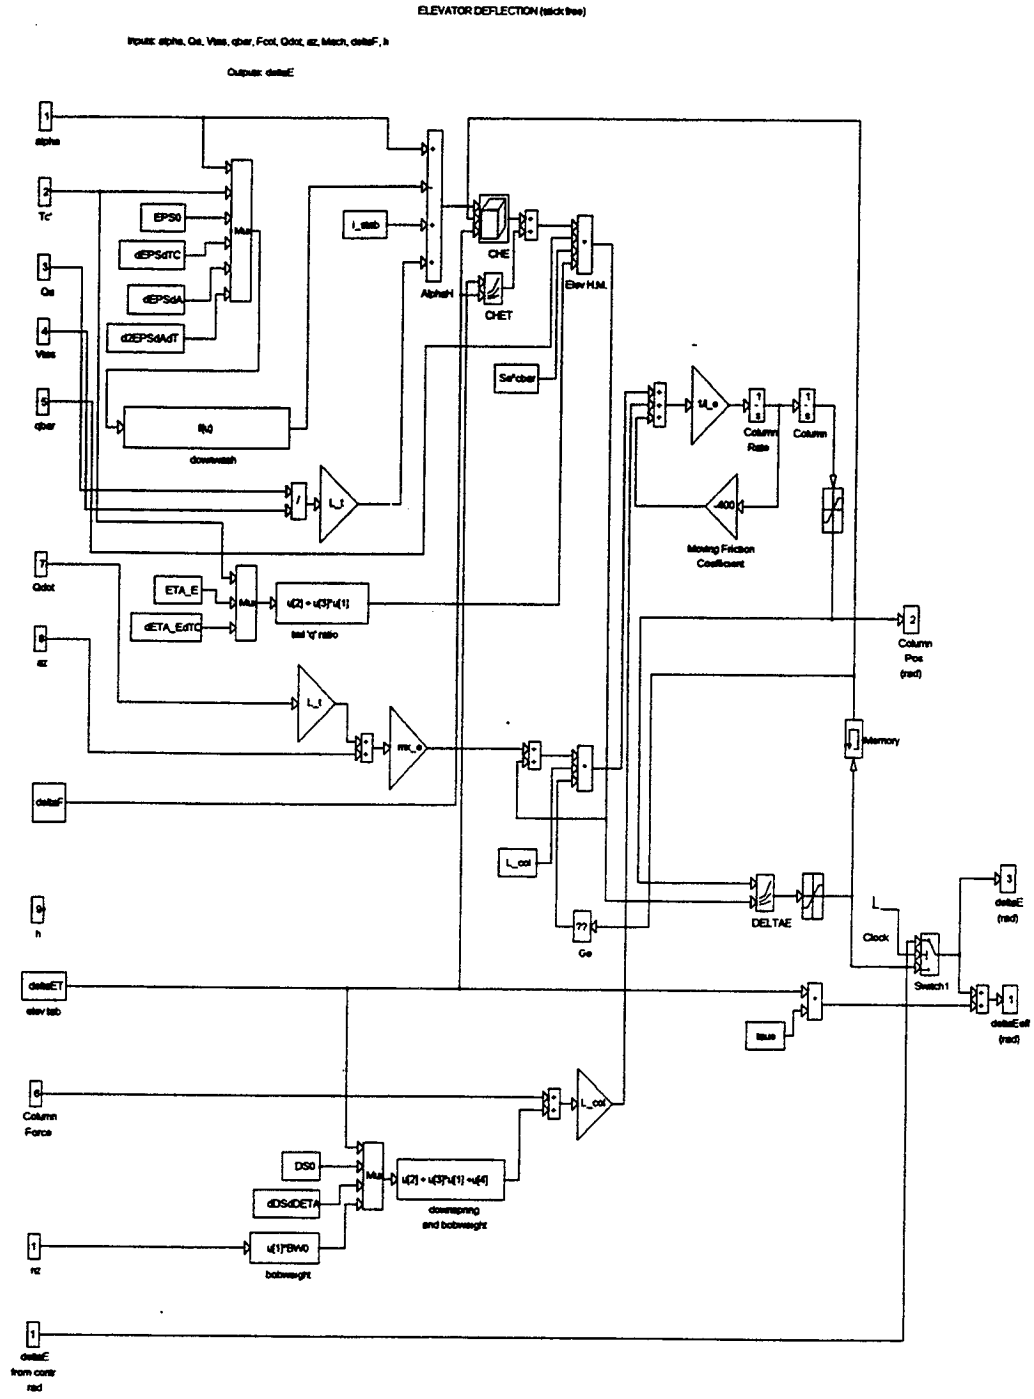 ELEVATOR DEFLECTION (stick free)
Inputs: alpha, Qs, Vtas, qbar, Fcol, Qdot, az, Mach, deltaF, h
Outputs: deltaE
1
alpha
2
Tc'
EPS0
dEPSdTC
Mux
3
Qs
dEPSdA
4
Vtas
d2EPSdAdT
5
qbar
f(u)
downwash
i_stab
AlphaH
CHE
CHET
Elev H.M.
Se*cbar
/
L_t
1/I_e
1
s
Column
Rate
1
s
Column
-400
Moving Friction
Coefficient
7
Qdot
ETA_E
dETA_EdTC
Mux
u[2] + u[3]*u[1]
tail 'q' ratio
8
az
L_t
mx_e
2
Column
Pos
(rad)
Memory
deltaF
L_col
??
Ge
DELTAE
9
h
Clock
Switch1
3
deltaE
(rad)
1
deltaEeff
(rad)
deltaET
elev tab
taue
6
Column
Force
L_col
DS0
dDSdDETA
Mux
u[2] + u[3]*u[1] +u[4]
downspring
and bobweight
1
nz
u[1]*BW0
bobweight
1
deltaE
from contr
rad